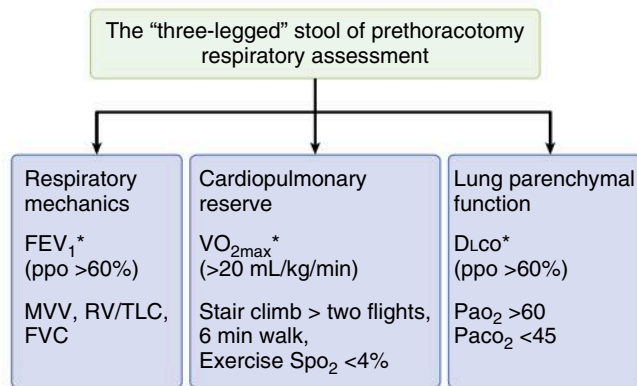 The “three-legged” stool of prethoracotomy
respiratory assessment
Respiratory
mechanics
FEV₁*
(ppo >60%)
MVV, RV/TLC,
FVC
Cardiopulmonary
reserve
VO₂max*
(>20 mL/kg/min)
Stair climb > two flights,
6 min walk,
Exercise Spo₂ <4%
Lung parenchymal
function
DLCO*
(ppo >60%)
Pao₂ >60
Paco₂ <45